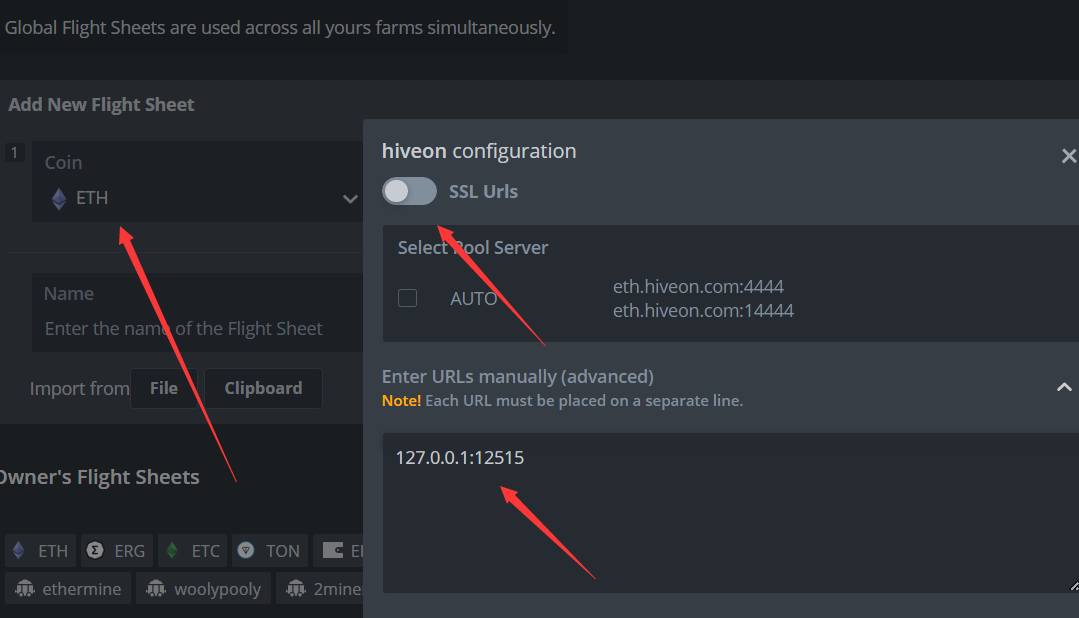 Global Flight Sheets are used across all yours farms simultaneously.
Add New Flight Sheet
1
Coin
ETH
Name
Enter the name of the Flight Sheet
Import from
File
Clipboard
Owner's Flight Sheets
ETH
ERG
ETC
TON
ethermine
woolypooly
2mine
hiveon configuration
SSL Urls
Select Pool Server
AUTO
eth.hiveon.com:4444
eth.hiveon.com:14444
Enter URLs manually (advanced)
Note! Each URL must be placed on a separate line.
127.0.0.1:12515